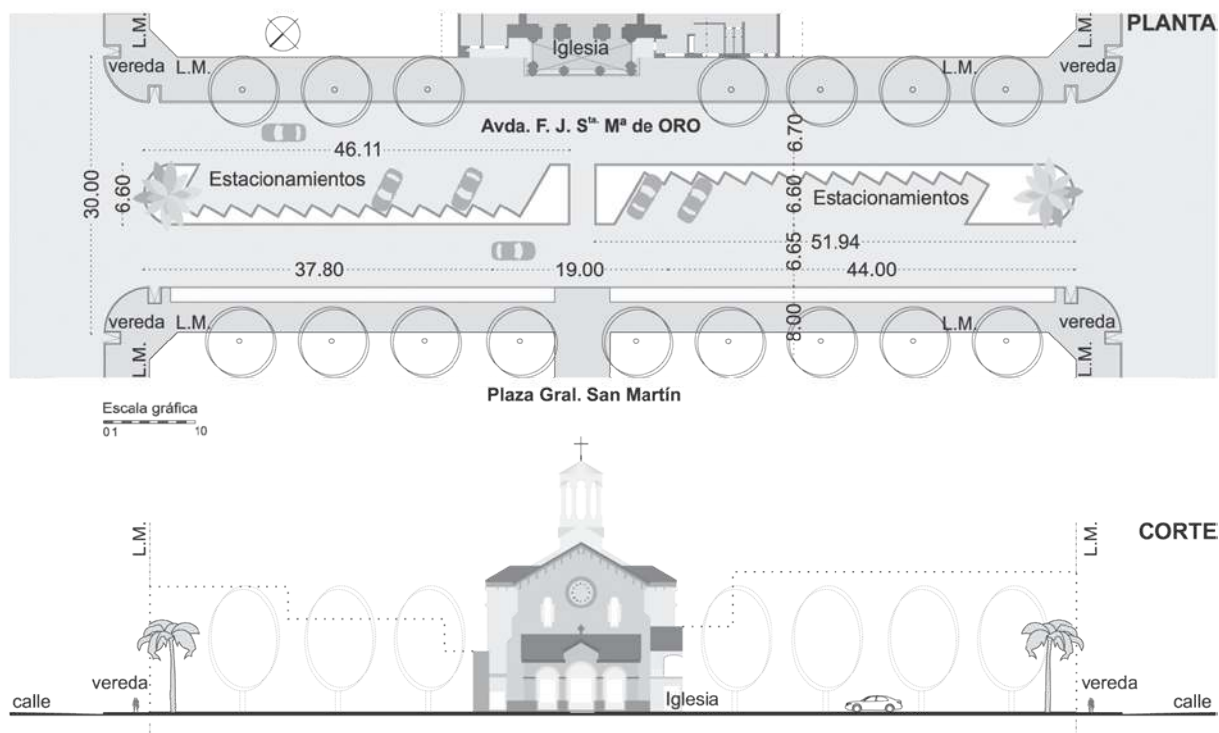 PLANTA
L.M.
L.M.
Iglesia
vereda
L.M.
L.M.
vereda
Avda. F. J. Sta. Mª de ORO
6.70
46.11
Estacionamientos
30.00
6.60
6.60
Estacionamientos
51.94
6.65
37.80
19.00
44.00
8.00
vereda
L.M.
L.M.
vereda
L.M.
L.M.
Plaza Gral. San Martín
Escala gráfica
0 1 10
CORTE
L.M.
L.M.
vereda
vereda
calle
Iglesia
calle